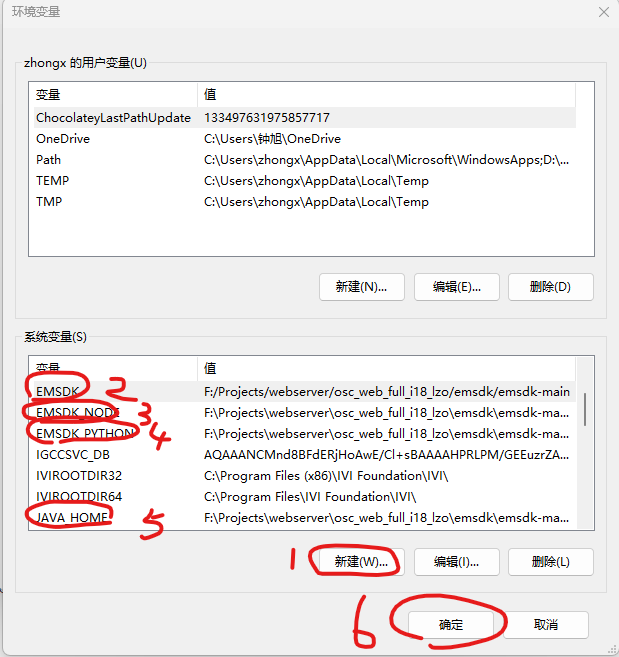 环境变量
zhongx 的用户变量(U)
变量 值
ChocolateyLastPathUpdate 133497631975857717
OneDrive C:\Users\钟旭\OneDrive
Path C:\Users\zhongx\AppData\Local\Microsoft\WindowsApps;D:\...
TEMP C:\Users\zhongx\AppData\Local\Temp
TMP C:\Users\zhongx\AppData\Local\Temp
新建(N)... 编辑(E)... 删除(D)
系统变量(S)
变量 值
EMSDK 2 F:/Projects/webserver/osc_web_full_i18_lzo/emsdk/emsdk-main
EMSDK_NODE 3 F:\Projects\webserver\osc_web_full_i18_lzo\emsdk\emsdk-ma...
EMSDK_PYTHON 4 F:\Projects\webserver\osc_web_full_i18_lzo\emsdk\emsdk-ma...
IGCCSVC_DB AQAAANCMnd8BFdERjHoAwE/Cl+sBAAAAHPRLPM/GEEuzrZA...
IVIROOTDIR32 C:\Program Files (x86)\IVI Foundation\IVI\
IVIROOTDIR64 C:\Program Files\IVI Foundation\IVI\
JAVA_HOME 5 F:\Projects\webserver\osc_web_full_i18_lzo\emsdk\emsdk-ma...
1 新建(W)... 编辑(I)... 删除(L)
6 确定 取消